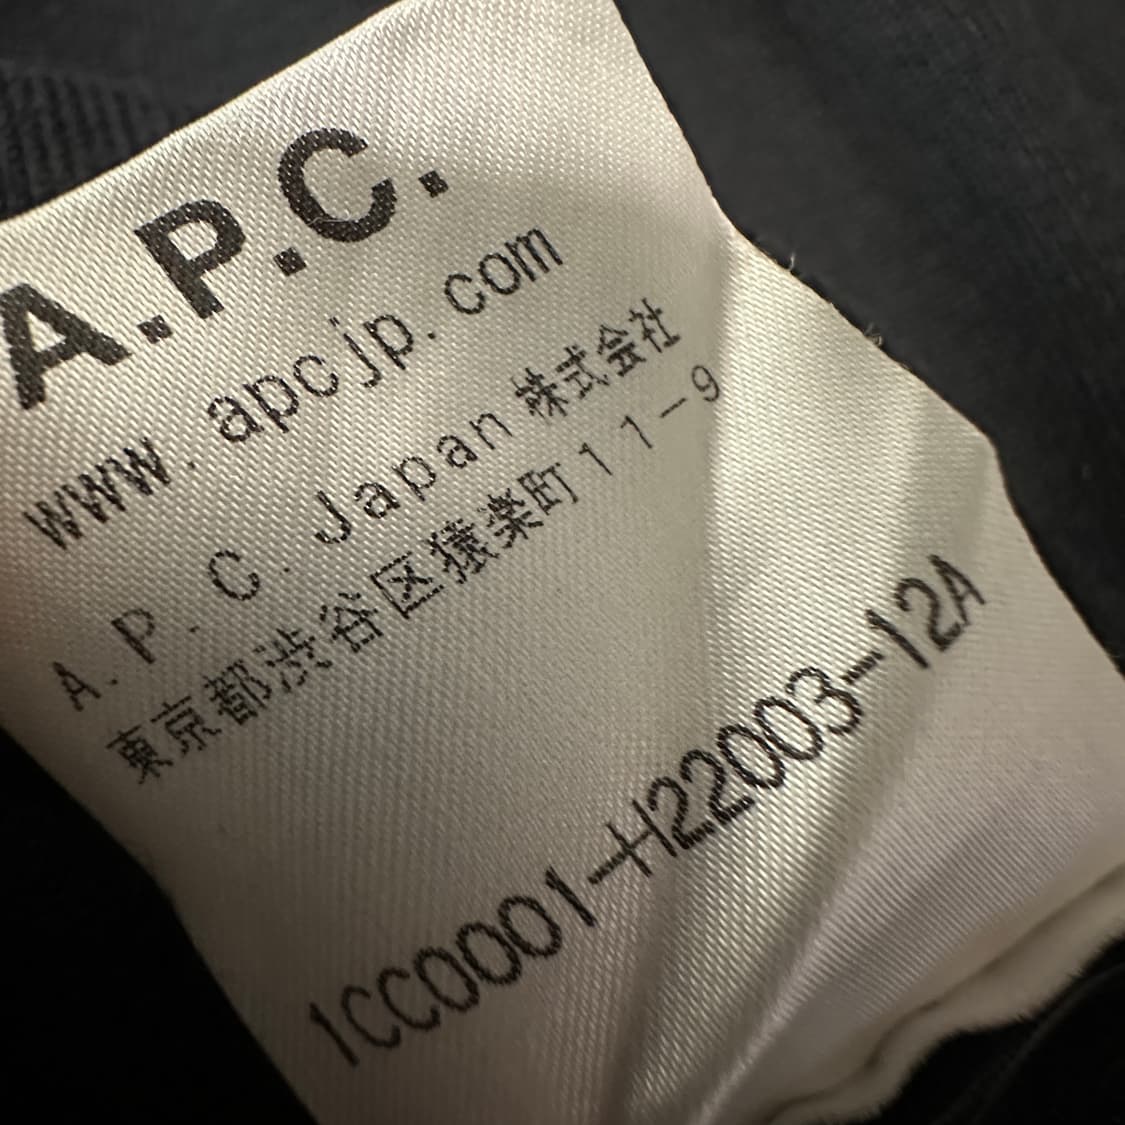 A.P.C.
www.apcjp.com
A.P.C. Japan 株式会社
東京都渋谷区猿楽町11-9
1CC0001-H22003-12A